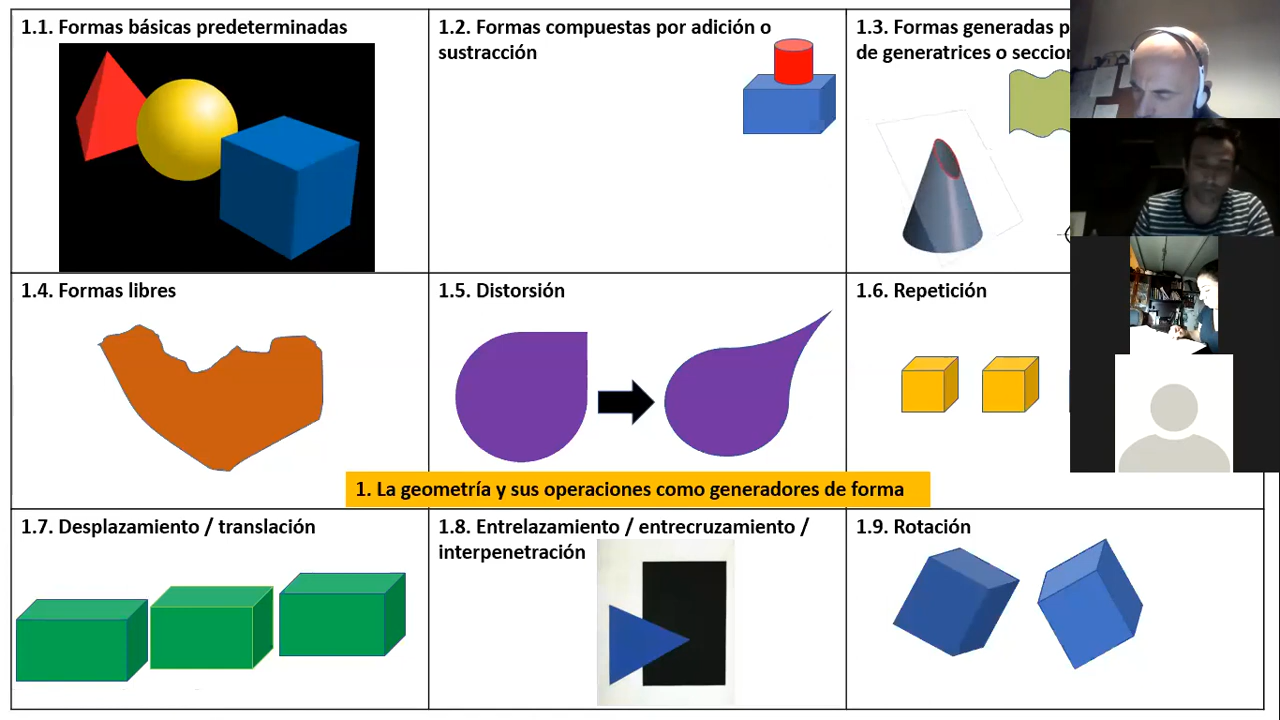 1.1. Formas básicas predeterminadas
1.2. Formas compuestas por adición o
sustracción
1.3. Formas generadas
de generatrices o
1.4. Formas libres
1.5. Distorsión
1.6. Repetición
1. La geometría y sus operaciones como generadores de forma
1.7. Desplazamiento / translación
1.8. Entrelazamiento / entrecruzamiento /
interpenetración
1.9. Rotación